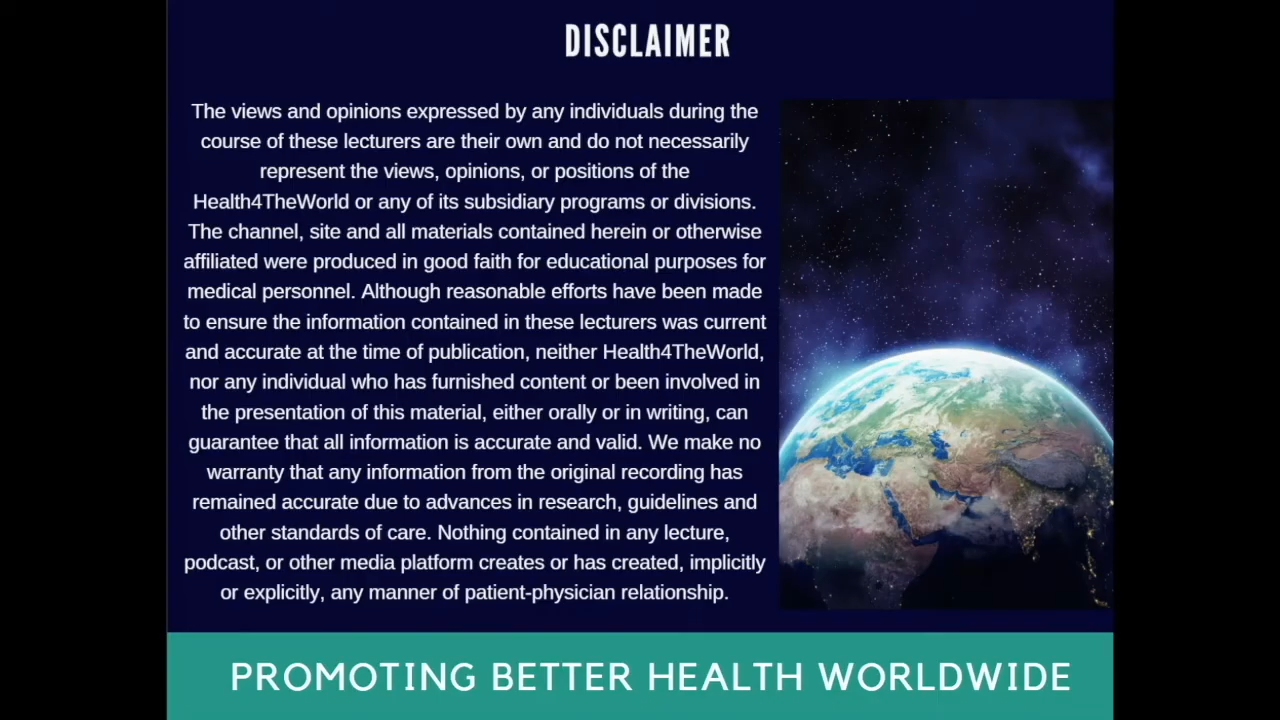 DISCLAIMER
The views and opinions expressed by any individuals during the
course of these lecturers are their own and do not necessarily
represent the views, opinions, or positions of the
Health4TheWorld or any of its subsidiary programs or divisions.
The channel, site and all materials contained herein or otherwise
affiliated were produced in good faith for educational purposes for
medical personnel. Although reasonable efforts have been made
to ensure the information contained in these lecturers was current
and accurate at the time of publication, neither Health4TheWorld,
nor any individual who has furnished content or been involved in
the presentation of this material, either orally or in writing, can
guarantee that all information is accurate and valid. We make no
warranty that any information from the original recording has
remained accurate due to advances in research, guidelines and
other standards of care. Nothing contained in any lecture,
podcast, or other media platform creates or has created, implicitly
or explicitly, any manner of patient-physician relationship.
PROMOTING BETTER HEALTH WORLDWIDE